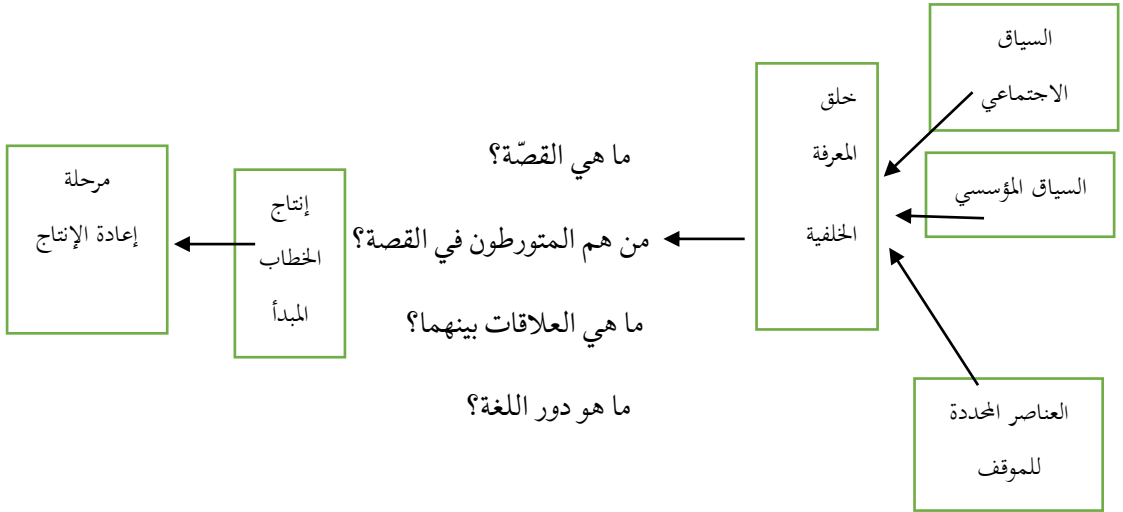 السياق
الاجتماعي
السياق المؤسسي
العناصر المحددة
للموقف
خلق
المعرفة
الخلفية
ما هي القصّة؟
من هم المتورطون في القصة؟
ما هي العلاقات بينهما؟
ما هو دور اللغة؟
إنتاج
الخطاب
المبدأ
مرحلة
إعادة الإنتاج